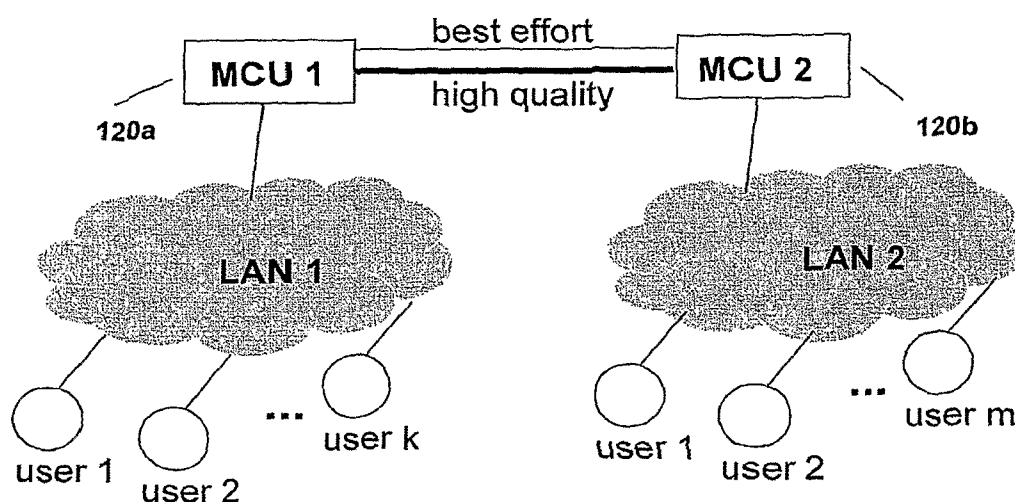 best effort
MCU 1
MCU 2
high quality
120a
120b
LAN 1
LAN 2
...
...
user k
user m
user 1
user 2
user 1
user 2